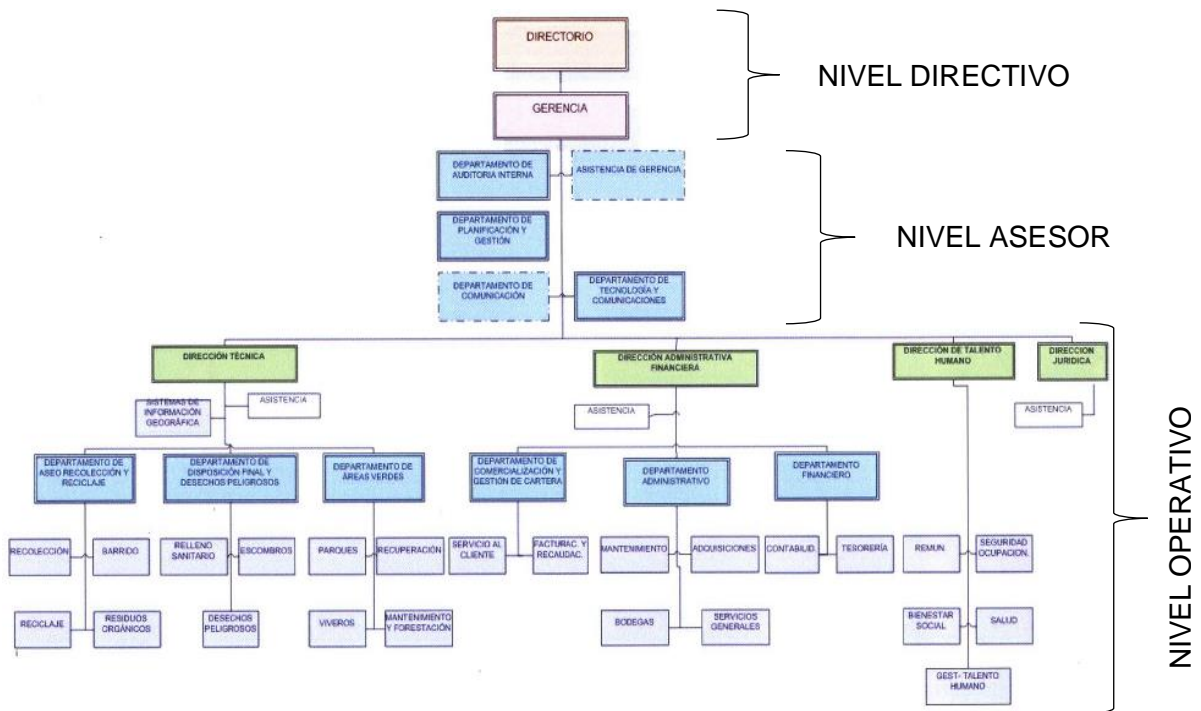 DIRECTORIO
NIVEL DIRECTIVO
GERENCIA
DEPARTAMENTO DE
AUDITORIA INTERNA
ASISTENCIA DE GERENCIA
DEPARTAMENTO DE
PLANIFICACIÓN Y
GESTIÓN
NIVEL ASESOR
DEPARTAMENTO DE
COMUNICACIÓN
DEPARTAMENTO DE
TECNOLOGÍA Y
COMUNICACIONES
DIRECCIÓN TÉCNICA
DIRECCIÓN ADMINISTRATIVA
FINANCIERA
DIRECCIÓN DE TALENTO
HUMANO
DIRECCION
JURIDICA
SISTEMAS DE
INFORMACIÓN
GEOGRÁFICA
ASISTENCIA
ASISTENCIA
ASISTENCIA
NIVEL OPERATIVO
DEPARTAMENTO DE
ASEO RECOLECCIÓN Y
RECICLAJE
DEPARTAMENTO DE
DISPOSICIÓN FINAL Y
DESECHOS PELIGROSOS
DEPARTAMENTO DE
ÁREAS VERDES
DEPARTAMENTO
DE COMERCIALIZACIÓN Y
GESTIÓN DE CARTERA
DEPARTAMENTO
ADMINISTRATIVO
DEPARTAMENTO
FINANCIERO
RECOLECCIÓN
BARRIDO
RELLENO
SANITARIO
ESCOMBROS
PARQUES
RECUPERACIÓN
SERVICIO AL
CLIENTE
FACTURAC. Y
RECAUDAC.
MANTENIMIENTO
ADQUISICIONES
CONTABILID.
TESORERÍA
REMUN.
SEGURIDAD
OCUPACION.
RECICLAJE
RESIDUOS
ORGÁNICOS
DESECHOS
PELIGROSOS
VIVEROS
MANTENIMIENTO
Y FORESTACIÓN
BODEGAS
SERVICIOS
GENERALES
BIENESTAR
SOCIAL
SALUD
GEST- TALENTO
HUMANO